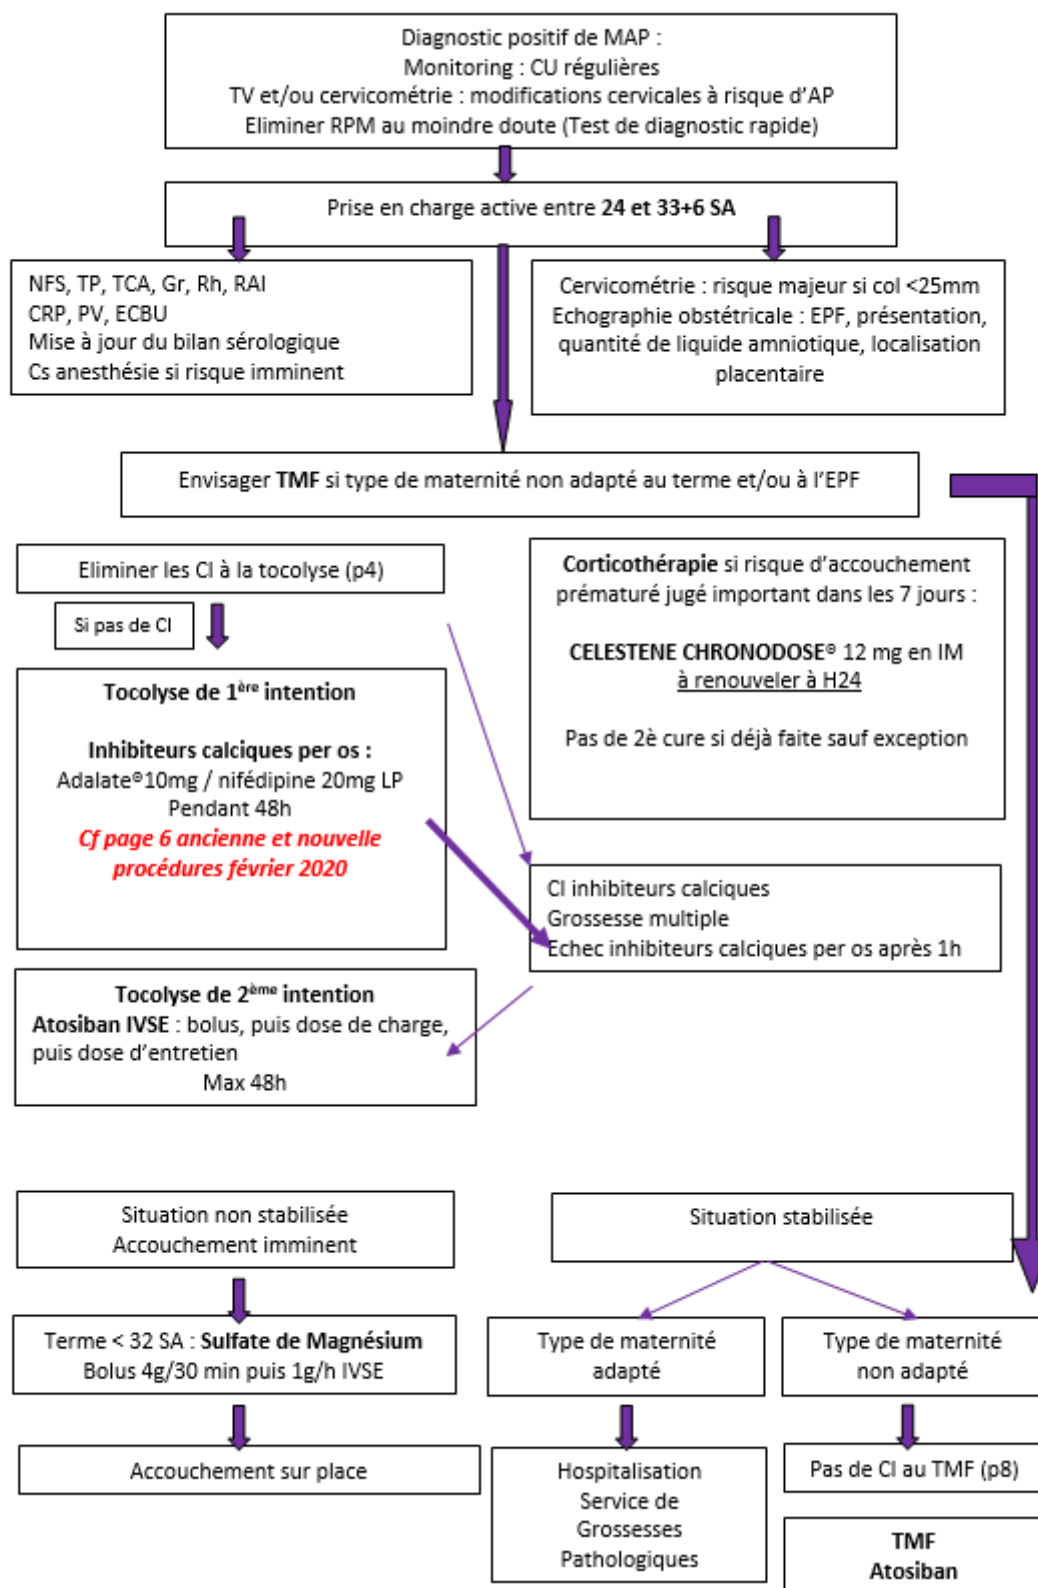 Diagnostic positif de MAP :
Monitoring : CU régulières
TV et/ou cervicométrie : modifications cervicales à risque d'AP
Eliminer RPM au moindre doute (Test de diagnostic rapide)
Prise en charge active entre 24 et 33+6 SA
NFS, TP, TCA, Gr, Rh, RAI
CRP, PV, ECBU
Mise à jour du bilan sérologique
Cs anesthésie si risque imminent
Cervicométrie : risque majeur si col <25mm
Echographie obstétricale : EPF, présentation,
quantité de liquide amniotique, localisation
placentaire
Envisager TMF si type de maternité non adapté au terme et/ou à l'EPF
Eliminer les CI à la tocolyse (p4)
Si pas de CI
Tocolyse de 1ère intention
Inhibiteurs calciques per os :
Adalate®10mg / nifédipine 20mg LP
Pendant 48h
Cf page 6 ancienne et nouvelle
procédures février 2020
Corticothérapie si risque d'accouchement
prématuré jugé important dans les 7 jours :
CELESTENE CHRONODOSE® 12 mg en IM
à renouveler à H24
Pas de 2è cure si déjà faite sauf exception
CI inhibiteurs calciques
Grossesse multiple
Echec inhibiteurs calciques per os après 1h
Tocolyse de 2ème intention
Atosiban IVSE : bolus, puis dose de charge,
puis dose d'entretien
Max 48h
Situation non stabilisée
Accouchement imminent
Situation stabilisée
Terme < 32 SA : Sulfate de Magnésium
Bolus 4g/30 min puis 1g/h IVSE
Type de maternité
adapté
Type de maternité
non adapté
Accouchement sur place
Hospitalisation
Service de
Grossesses
Pathologiques
Pas de CI au TMF (p8)
TMF
Atosiban